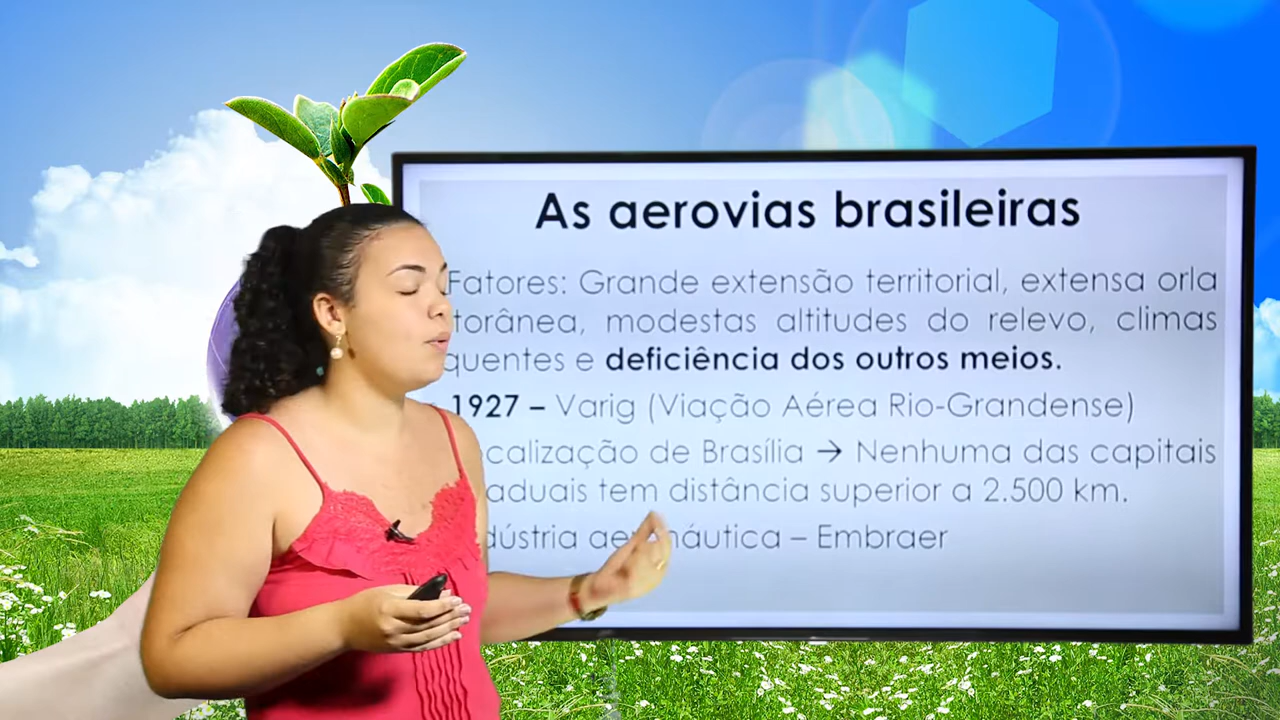 As aerovias brasileiras
Fatores: Grande extensão territorial, extensa orla
torânea, modestas altitudes do relevo, climas
quentes e deficiência dos outros meios.
1927 – Varig (Viação Aérea Rio-Grandense)
calização de Brasília → Nenhuma das capitais
aduais tem distância superior a 2.500 km.
dústria aeronáutica – Embraer